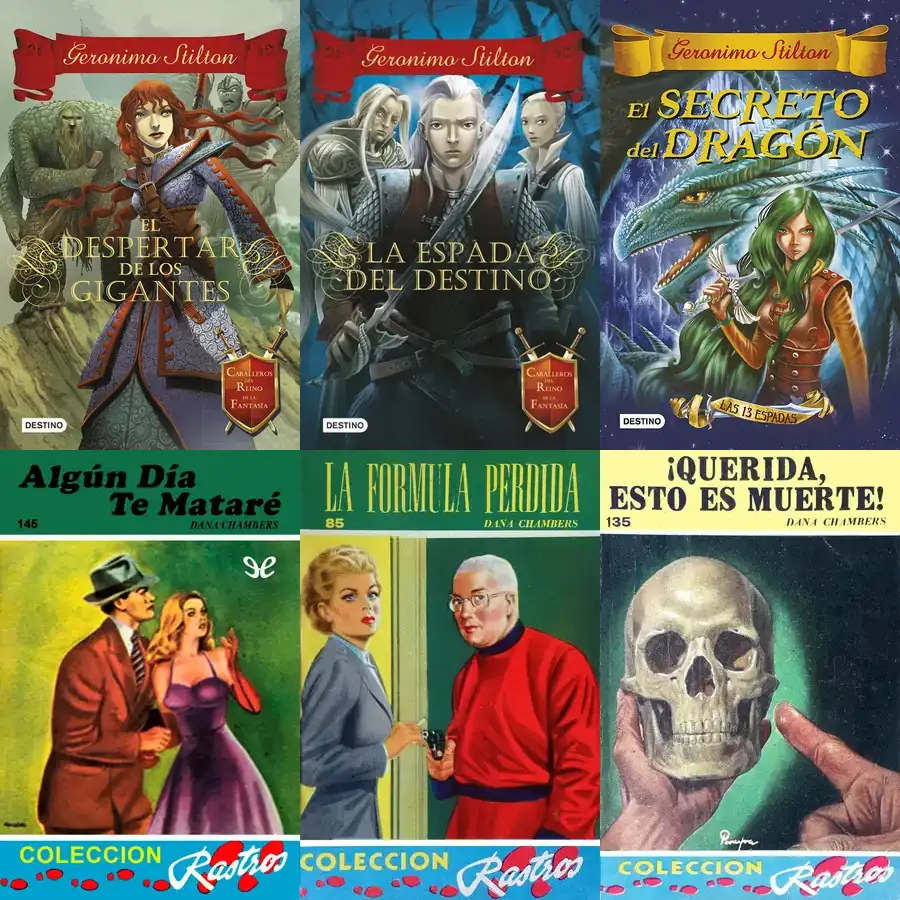 Geronimo Stilton
EL
DESPERTAR
DE LOS
GIGANTES
CABALLEROS
DEL
REINO
DE LA
FANTASÍA
DESTINO
Geronimo Stilton
LA ESPADA
DEL DESTINO
CABALLEROS
DEL
REINO
DE LA
FANTASÍA
DESTINO
Geronimo Stilton
El SECRETO
del DRAGÓN
LAS 13 ESPADAS
DESTINO
Algún Día
Te Mataré
145
DANA CHAMBERS
COLECCION Rastros
LA FORMULA PERDIDA
85
DANA CHAMBERS
COLECCION Rastros
¡QUERIDA,
ESTO ES MUERTE!
135
DANA CHAMBERS
COLECCION Rastros